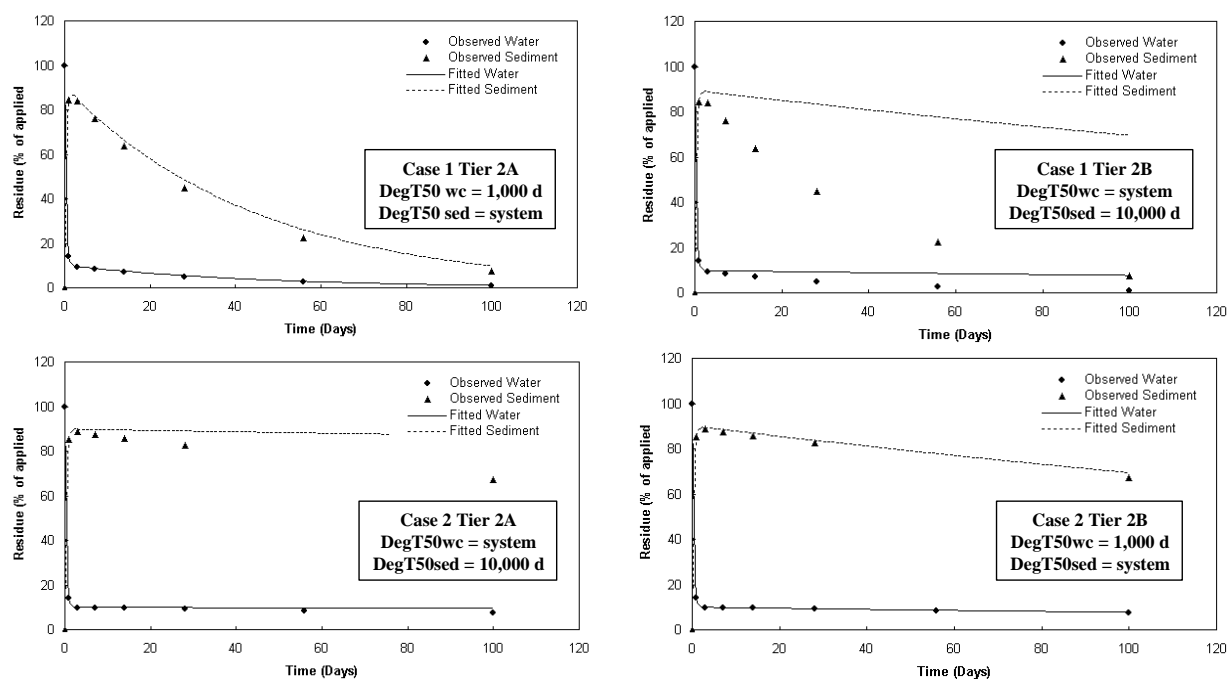 120
100
80
60
40
20
0
Residue (% of applied
Observed Water
Observed Sediment
Fitted Water
Fitted Sediment
Case 1 Tier 2A
DegT50 wc = 1,000 d
DegT50 sed = system
0 20 40 60 80 100 120
Time (Days)
120
100
80
60
40
20
0
Residue (% of applied
Observed Water
Observed Sediment
Fitted Water
Fitted Sediment
Case 1 Tier 2B
DegT50wc = system
DegT50sed = 10,000 d
0 20 40 60 80 100 120
Time (Days)
120
100
80
60
40
20
0
Residue (% of applied
Observed Water
Observed Sediment
Fitted Water
Fitted Sediment
Case 2 Tier 2A
DegT50wc = system
DegT50sed = 10,000 d
0 20 40 60 80 100 120
Time (Days)
120
100
80
60
40
20
0
Residue (% of applied
Observed Water
Observed Sediment
Fitted Water
Fitted Sediment
Case 2 Tier 2B
DegT50wc = 1,000 d
DegT50sed = system
0 20 40 60 80 100 120
Time (Days)